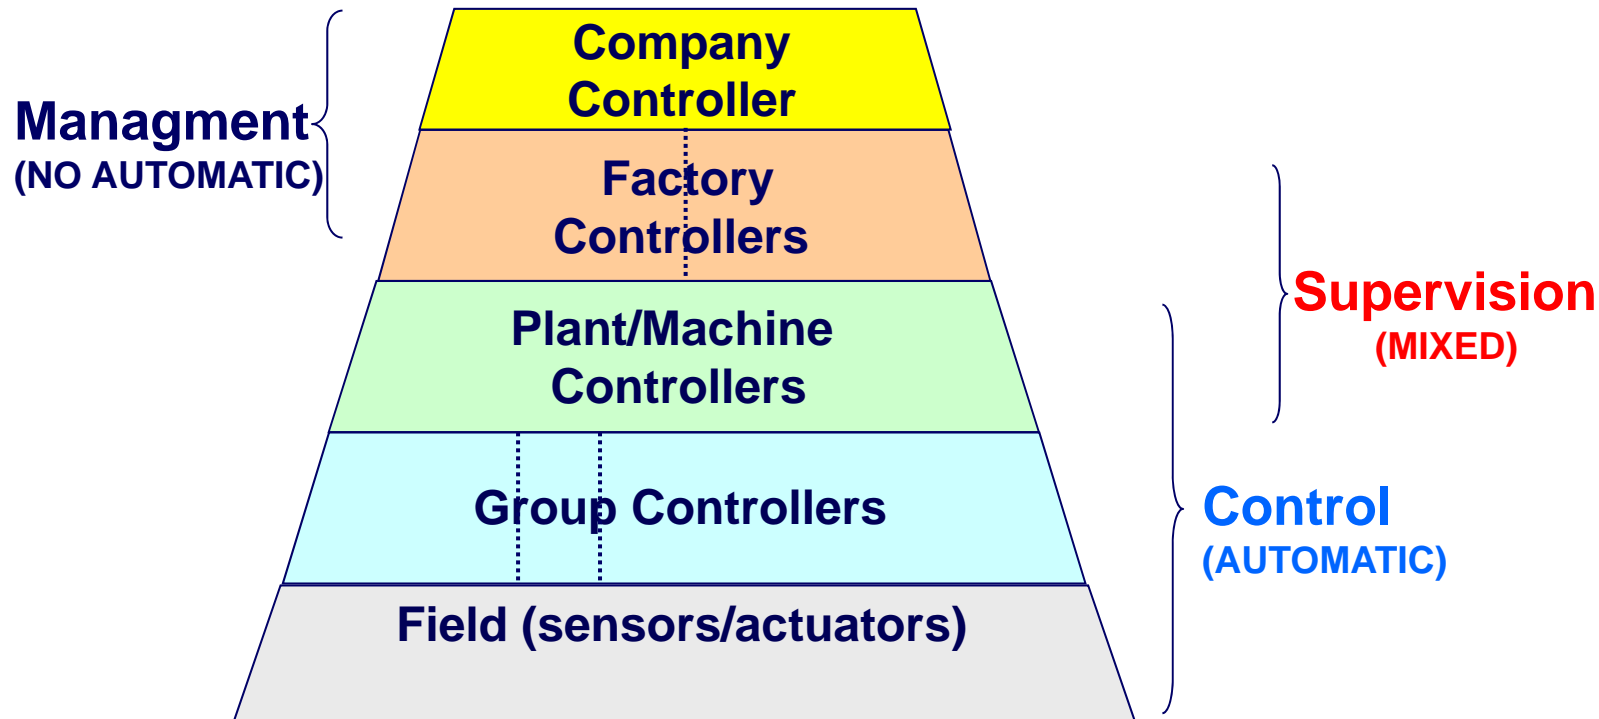 Company
Controller
Managment
(NO AUTOMATIC)
Factory
Controllers
Supervision
(MIXED)
Plant/Machine
Controllers
Group Controllers
Control
(AUTOMATIC)
Field (sensors/actuators)